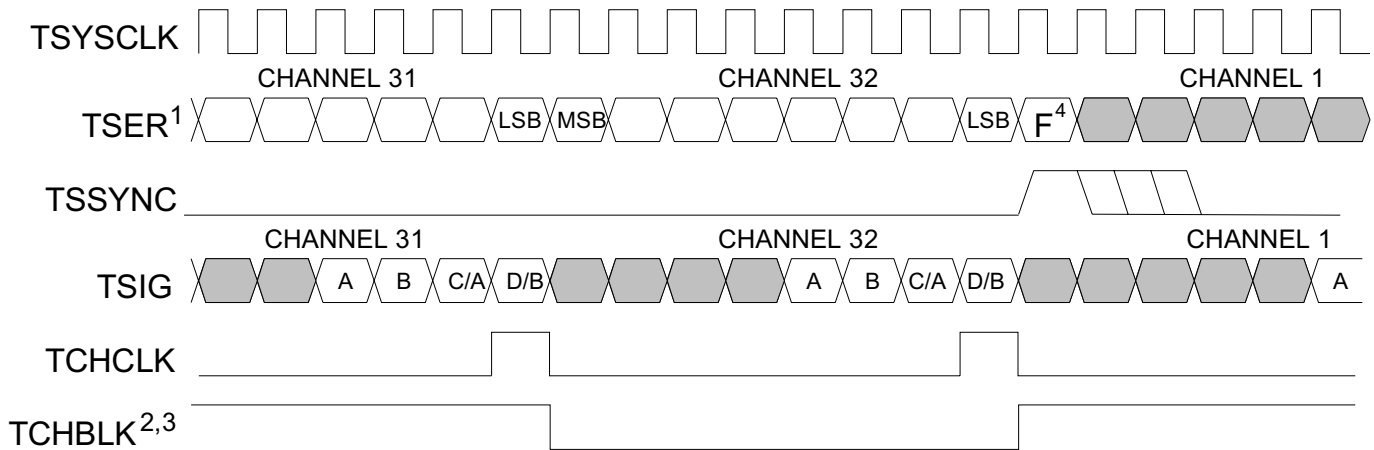 TSYSCLK
CHANNEL 31 CHANNEL 32 CHANNEL 1
TSER1 LSB MSB LSB F4
TSSYNC
CHANNEL 31 CHANNEL 32 CHANNEL 1
TSIG A B C/A D/B A B C/A D/B A
TCHCLK
TCHBLK2,3